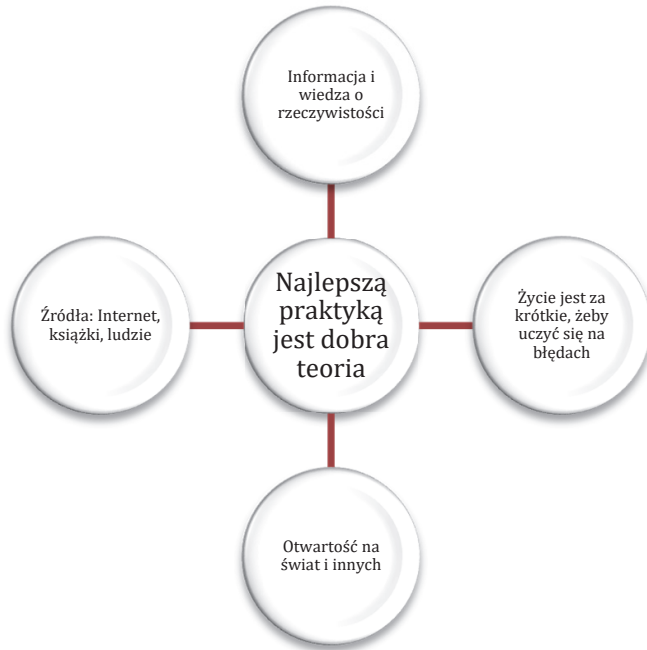 Informacja i
wiedza o
rzeczywistości
Źródła: Internet,
książki, ludzie
Najlepszą
praktyką
jest dobra
teoria
Życie jest za
krótkie, żeby
uczyć się na
błędach
Otwartość na
świat i innych